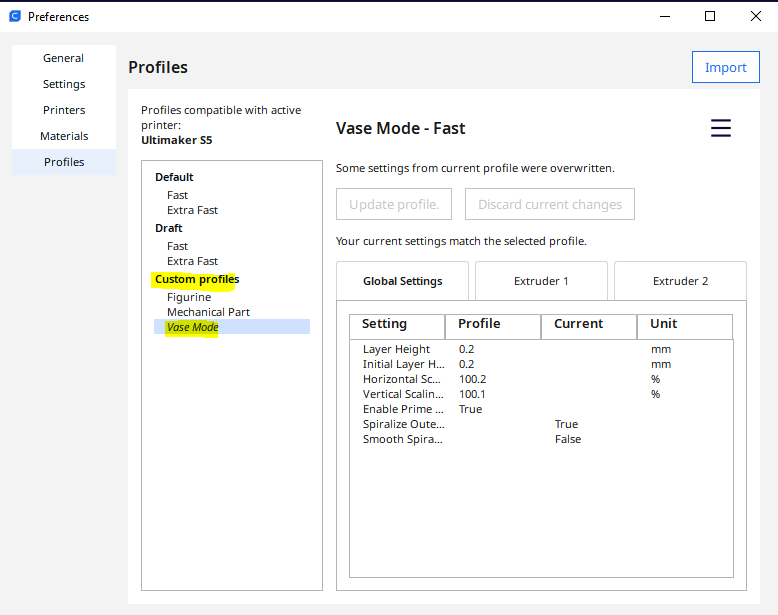 Preferences
General
Settings
Printers
Materials
Profiles
Profiles
Import
Profiles compatible with active
printer:
Ultimaker S5
Default
Fast
Extra Fast
Draft
Fast
Extra Fast
Custom profiles
Figurine
Mechanical Part
Vase Mode
Vase Mode - Fast
Some settings from current profile were overwritten.
Update profile. Discard current changes
Your current settings match the selected profile.
Global Settings Extruder 1 Extruder 2
Setting Profile Current Unit
Layer Height 0.2 mm
Initial Layer H... 0.2 mm
Horizontal Sc... 100.2 %
Vertical Scalin... 100.1 %
Enable Prime ... True
Spiralize Oute... True
Smooth Spira... False